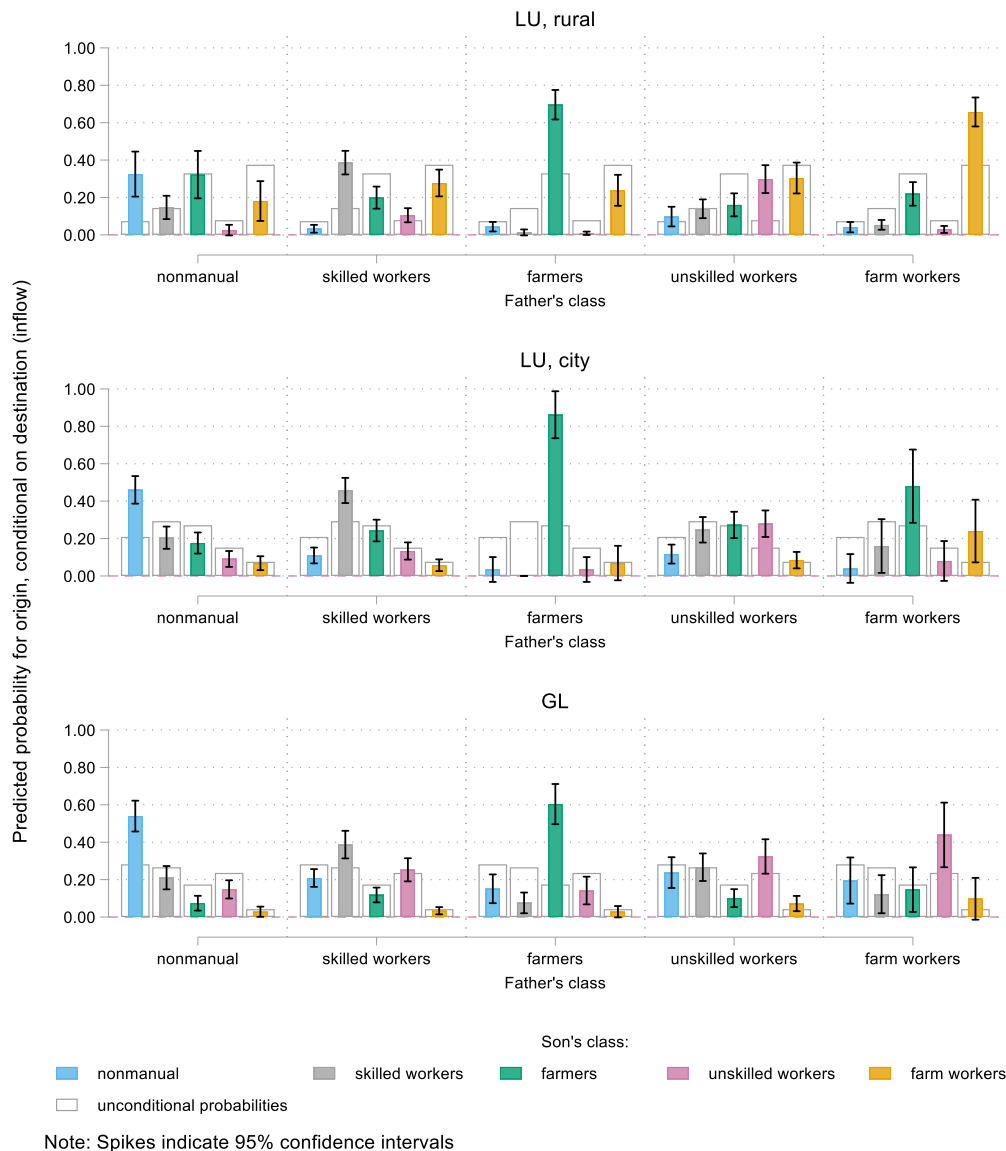 LU, rural
1.00
0.80
0.60
0.40
0.20
0.00
nonmanual skilled workers farmers unskilled workers farm workers
Father's class
LU, city
1.00
0.80
0.60
0.40
0.20
0.00
nonmanual skilled workers farmers unskilled workers farm workers
Father's class
GL
1.00
0.80
0.60
0.40
0.20
0.00
nonmanual skilled workers farmers unskilled workers farm workers
Father's class
Predicted probability for origin, conditional on destination (inflow)
Son's class:
nonmanual skilled workers farmers unskilled workers farm workers
unconditional probabilities
Note: Spikes indicate 95% confidence intervals